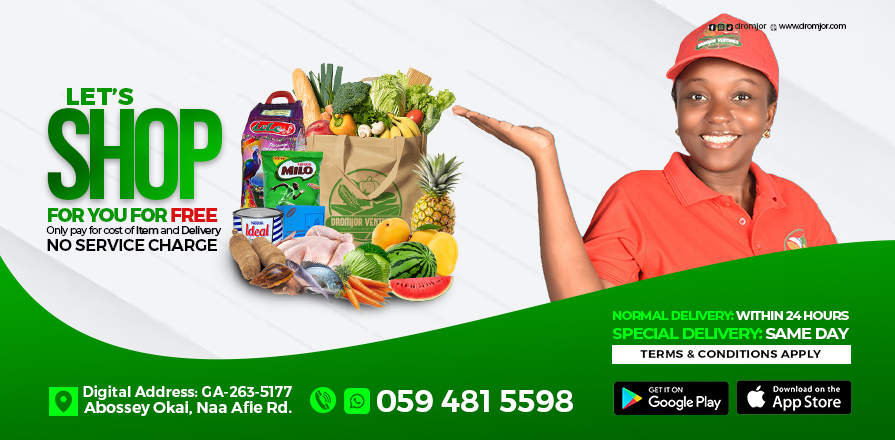 dromjor www.dromjor.com
LET'S
SHOP
FOR YOU FOR FREE
Only pay for cost of Item and Delivery
NO SERVICE CHARGE
MILO
Nestlé
Ideal
DROMJOR VENT
NORMAL DELIVERY: WITHIN 24 HOURS
SPECIAL DELIVERY: SAME DAY
TERMS & CONDITIONS APPLY
Digital Address: GA-263-5177
Abossey Okai, Naa Afie Rd.
059 481 5598
GET IT ON
Google Play
Download on the
App Store